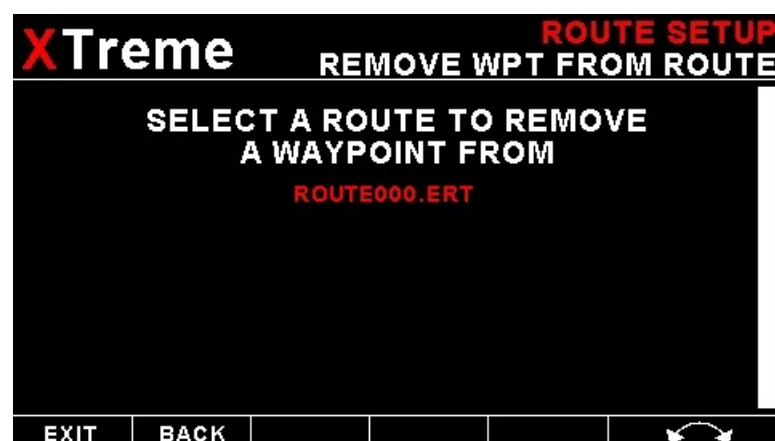 XTreme
ROUTE SETUP
REMOVE WPT FROM ROUTE
SELECT A ROUTE TO REMOVE
A WAYPOINT FROM
ROUTE000.ERT
EXIT BACK